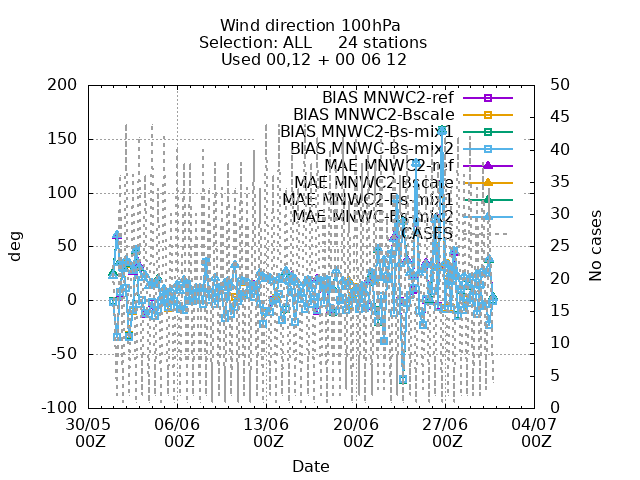 Wind direction 100hPa
Selection: ALL 24 stations
Used 00,12 + 00 06 12
200
150
100
50
0
-50
-100
deg
50
45
40
35
30
25
20
15
10
5
0
No cases
BIAS MNWC2-ref
BIAS MNWC2-Bscale
BIAS MNWC2-Bs-mix1
BIAS MNWC-Bs-mix2
MAE MNWC2-ref
MAE MNWC2-Bscale
MAE MNWC2-Bs-mix1
MAE MNWC-Bs-mix2
CASES
30/05 06/06 13/06 20/06 27/06 04/07
00Z 00Z 00Z 00Z 00Z 00Z
Date